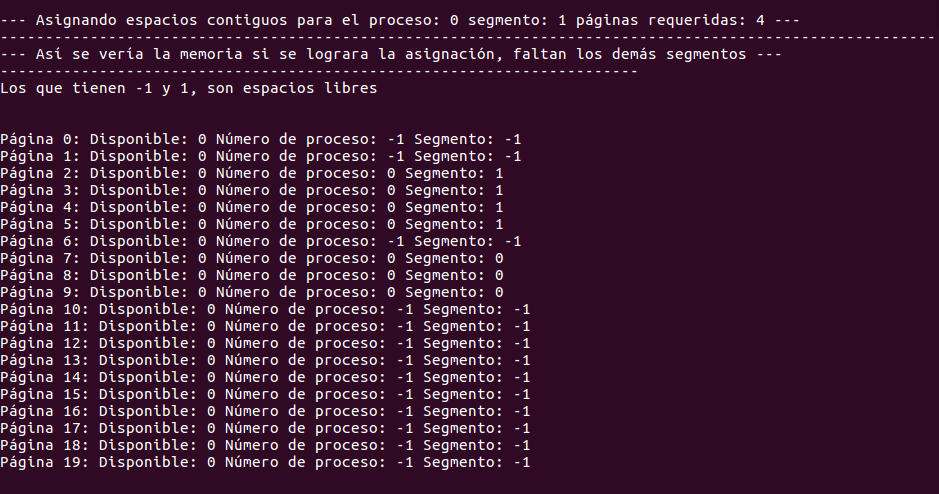 --- Asignando espacios contiguos para el proceso: 0 segmento: 1 páginas requeridas: 4 ---
--------------------------------------------------------------------------------------------------------
--- Así se vería la memoria si se lograra la asignación, faltan los demás segmentos ---
-----------------------------------------------------------------------
Los que tienen -1 y 1, son espacios libres
Página 0: Disponible: 0 Número de proceso: -1 Segmento: -1
Página 1: Disponible: 0 Número de proceso: -1 Segmento: -1
Página 2: Disponible: 0 Número de proceso: 0 Segmento: 1
Página 3: Disponible: 0 Número de proceso: 0 Segmento: 1
Página 4: Disponible: 0 Número de proceso: 0 Segmento: 1
Página 5: Disponible: 0 Número de proceso: 0 Segmento: 1
Página 6: Disponible: 0 Número de proceso: -1 Segmento: -1
Página 7: Disponible: 0 Número de proceso: 0 Segmento: 0
Página 8: Disponible: 0 Número de proceso: 0 Segmento: 0
Página 9: Disponible: 0 Número de proceso: 0 Segmento: 0
Página 10: Disponible: 0 Número de proceso: -1 Segmento: -1
Página 11: Disponible: 0 Número de proceso: -1 Segmento: -1
Página 12: Disponible: 0 Número de proceso: -1 Segmento: -1
Página 13: Disponible: 0 Número de proceso: -1 Segmento: -1
Página 14: Disponible: 0 Número de proceso: -1 Segmento: -1
Página 15: Disponible: 0 Número de proceso: -1 Segmento: -1
Página 16: Disponible: 0 Número de proceso: -1 Segmento: -1
Página 17: Disponible: 0 Número de proceso: -1 Segmento: -1
Página 18: Disponible: 0 Número de proceso: -1 Segmento: -1
Página 19: Disponible: 0 Número de proceso: -1 Segmento: -1